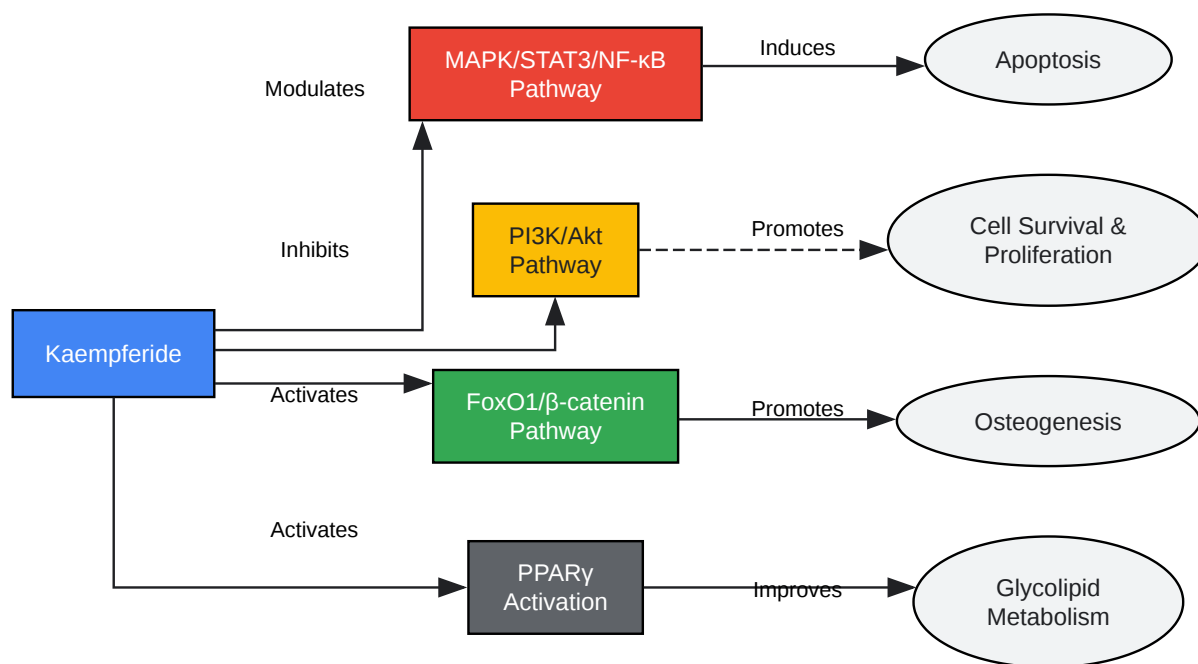 MAPK/STAT3/NF-κB
Pathway
Induces
Apoptosis
Modulates
PI3K/Akt
Pathway
Promotes
Cell Survival &
Proliferation
Inhibits
Kaempferide
Activates
FoxO1/β-catenin
Pathway
Promotes
Osteogenesis
Activates
PPARγ
Activation
Improves
Glycolipid
Metabolism